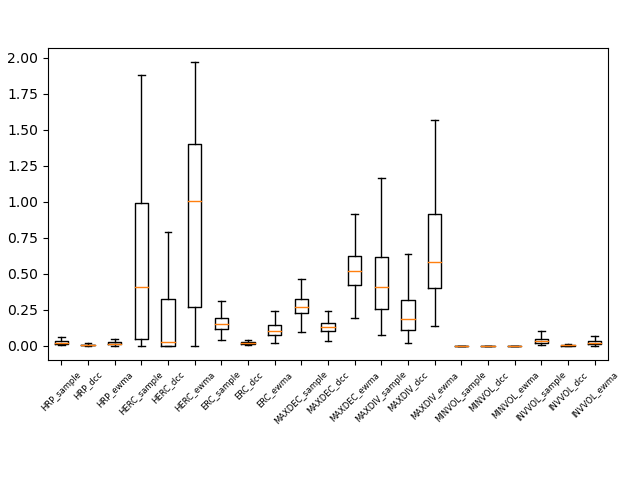 2.00
1.75
1.50
1.25
1.00
0.75
0.50
0.25
0.00
HRP_sample
HRP_dcc
HRP_ewma
HERC_sample
HERC_dcc
HERC_ewma
ERC_sample
ERC_dcc
ERC_ewma
MAXDEC_sample
MAXDEC_dcc
MAXDEC_ewma
MAXDIV_sample
MAXDIV_dcc
MAXDIV_ewma
MINVOL_sample
MINVOL_dcc
MINVOL_ewma
INVVOL_sample
INVVOL_dcc
INVVOL_ewma